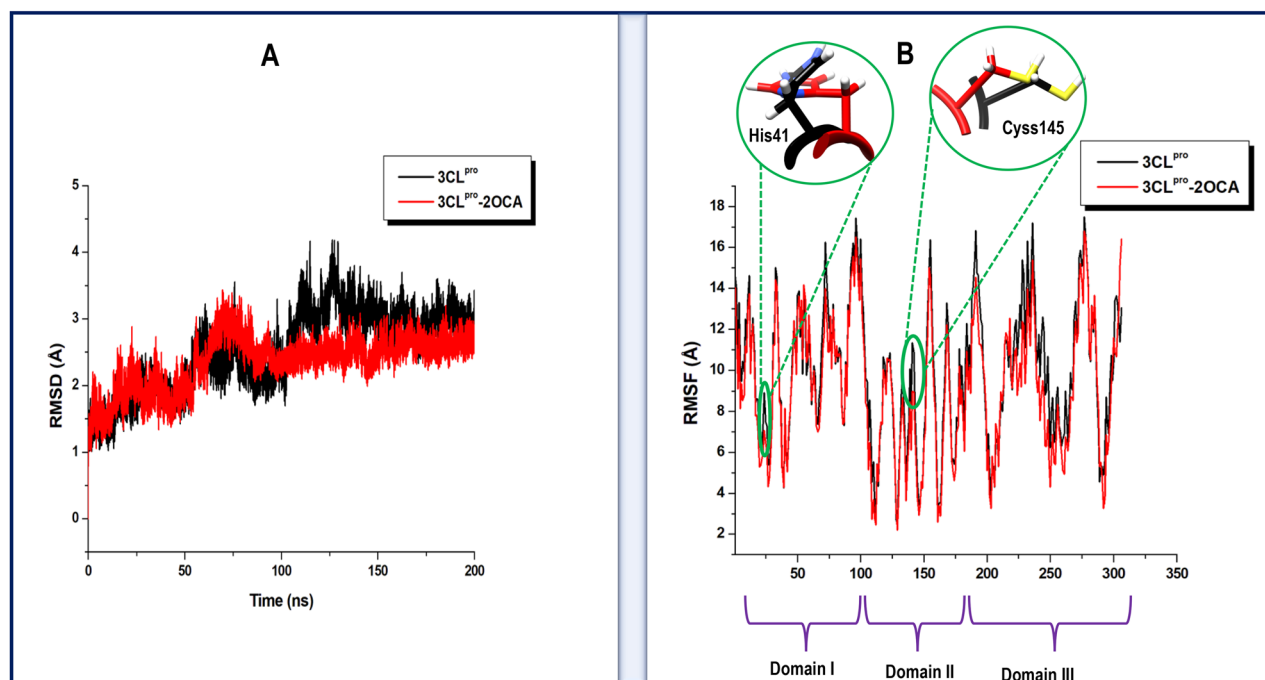 A
3CLpro
3CLpro-2OCA
5
4
3
2
1
0
RMSD (Å)
0 50 100 150 200
Time (ns)
B
His41
Cyss145
3CLpro
3CLpro-2OCA
18
16
14
12
10
8
6
4
2
RMSF (Å)
50 100 150 200 250 300 350
Domain I Domain II Domain III